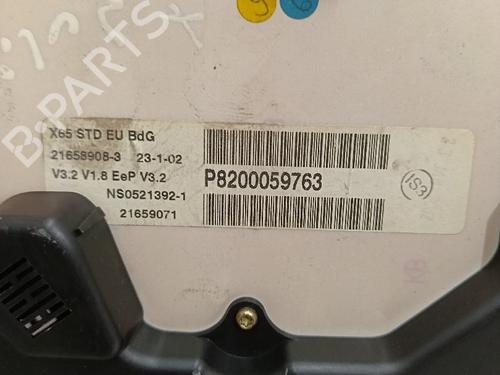 X65 STD EU BdG
21658908-3 23-1-02
V3.2 V1.8 EeP V3.2
NS0521392-1
21659071
P8200059763
IS3
B-PARTS